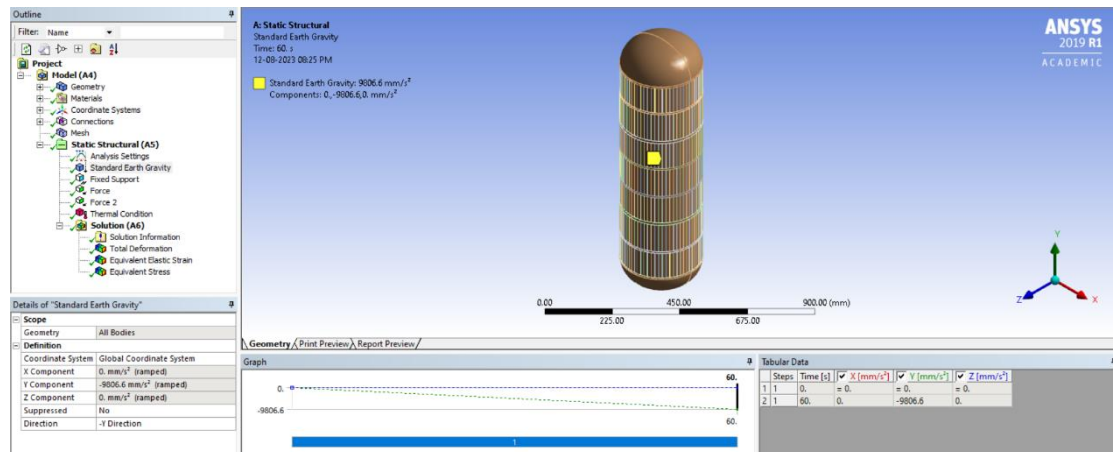 Outline
Filter: Name
Project
Model (A4)
Geometry
Materials
Coordinate Systems
Connections
Mesh
Static Structural (A5)
Analysis Settings
Standard Earth Gravity
Fixed Support
Force
Force 2
Thermal Condition
Solution (A6)
Solution Information
Total Deformation
Equivalent Elastic Strain
Equivalent Stress
Details of "Standard Earth Gravity"
Scope
Geometry All Bodies
Definition
Coordinate System Global Coordinate System
X Component 0. mm/s² (ramped)
Y Component -9806.6 mm/s² (ramped)
Z Component 0. mm/s² (ramped)
Suppressed No
Direction -Y Direction
A: Static Structural
Standard Earth Gravity
Time: 60. s
12-08-2023 08:25 PM
Standard Earth Gravity: 9806.6 mm/s²
Components: 0.,-9806.6,0. mm/s²
ANSYS
2019 R1
ACADEMIC
Y
Z X
0.00 450.00 900.00 (mm)
225.00 675.00
Geometry Print Preview Report Preview
Graph
60.
0.
-9806.6
60.
1
Tabular Data
Steps Time [s] X [mm/s²] Y [mm/s²] Z [mm/s²]
1 1 0. = 0. = 0. = 0.
2 1 60. 0. -9806.6 0.